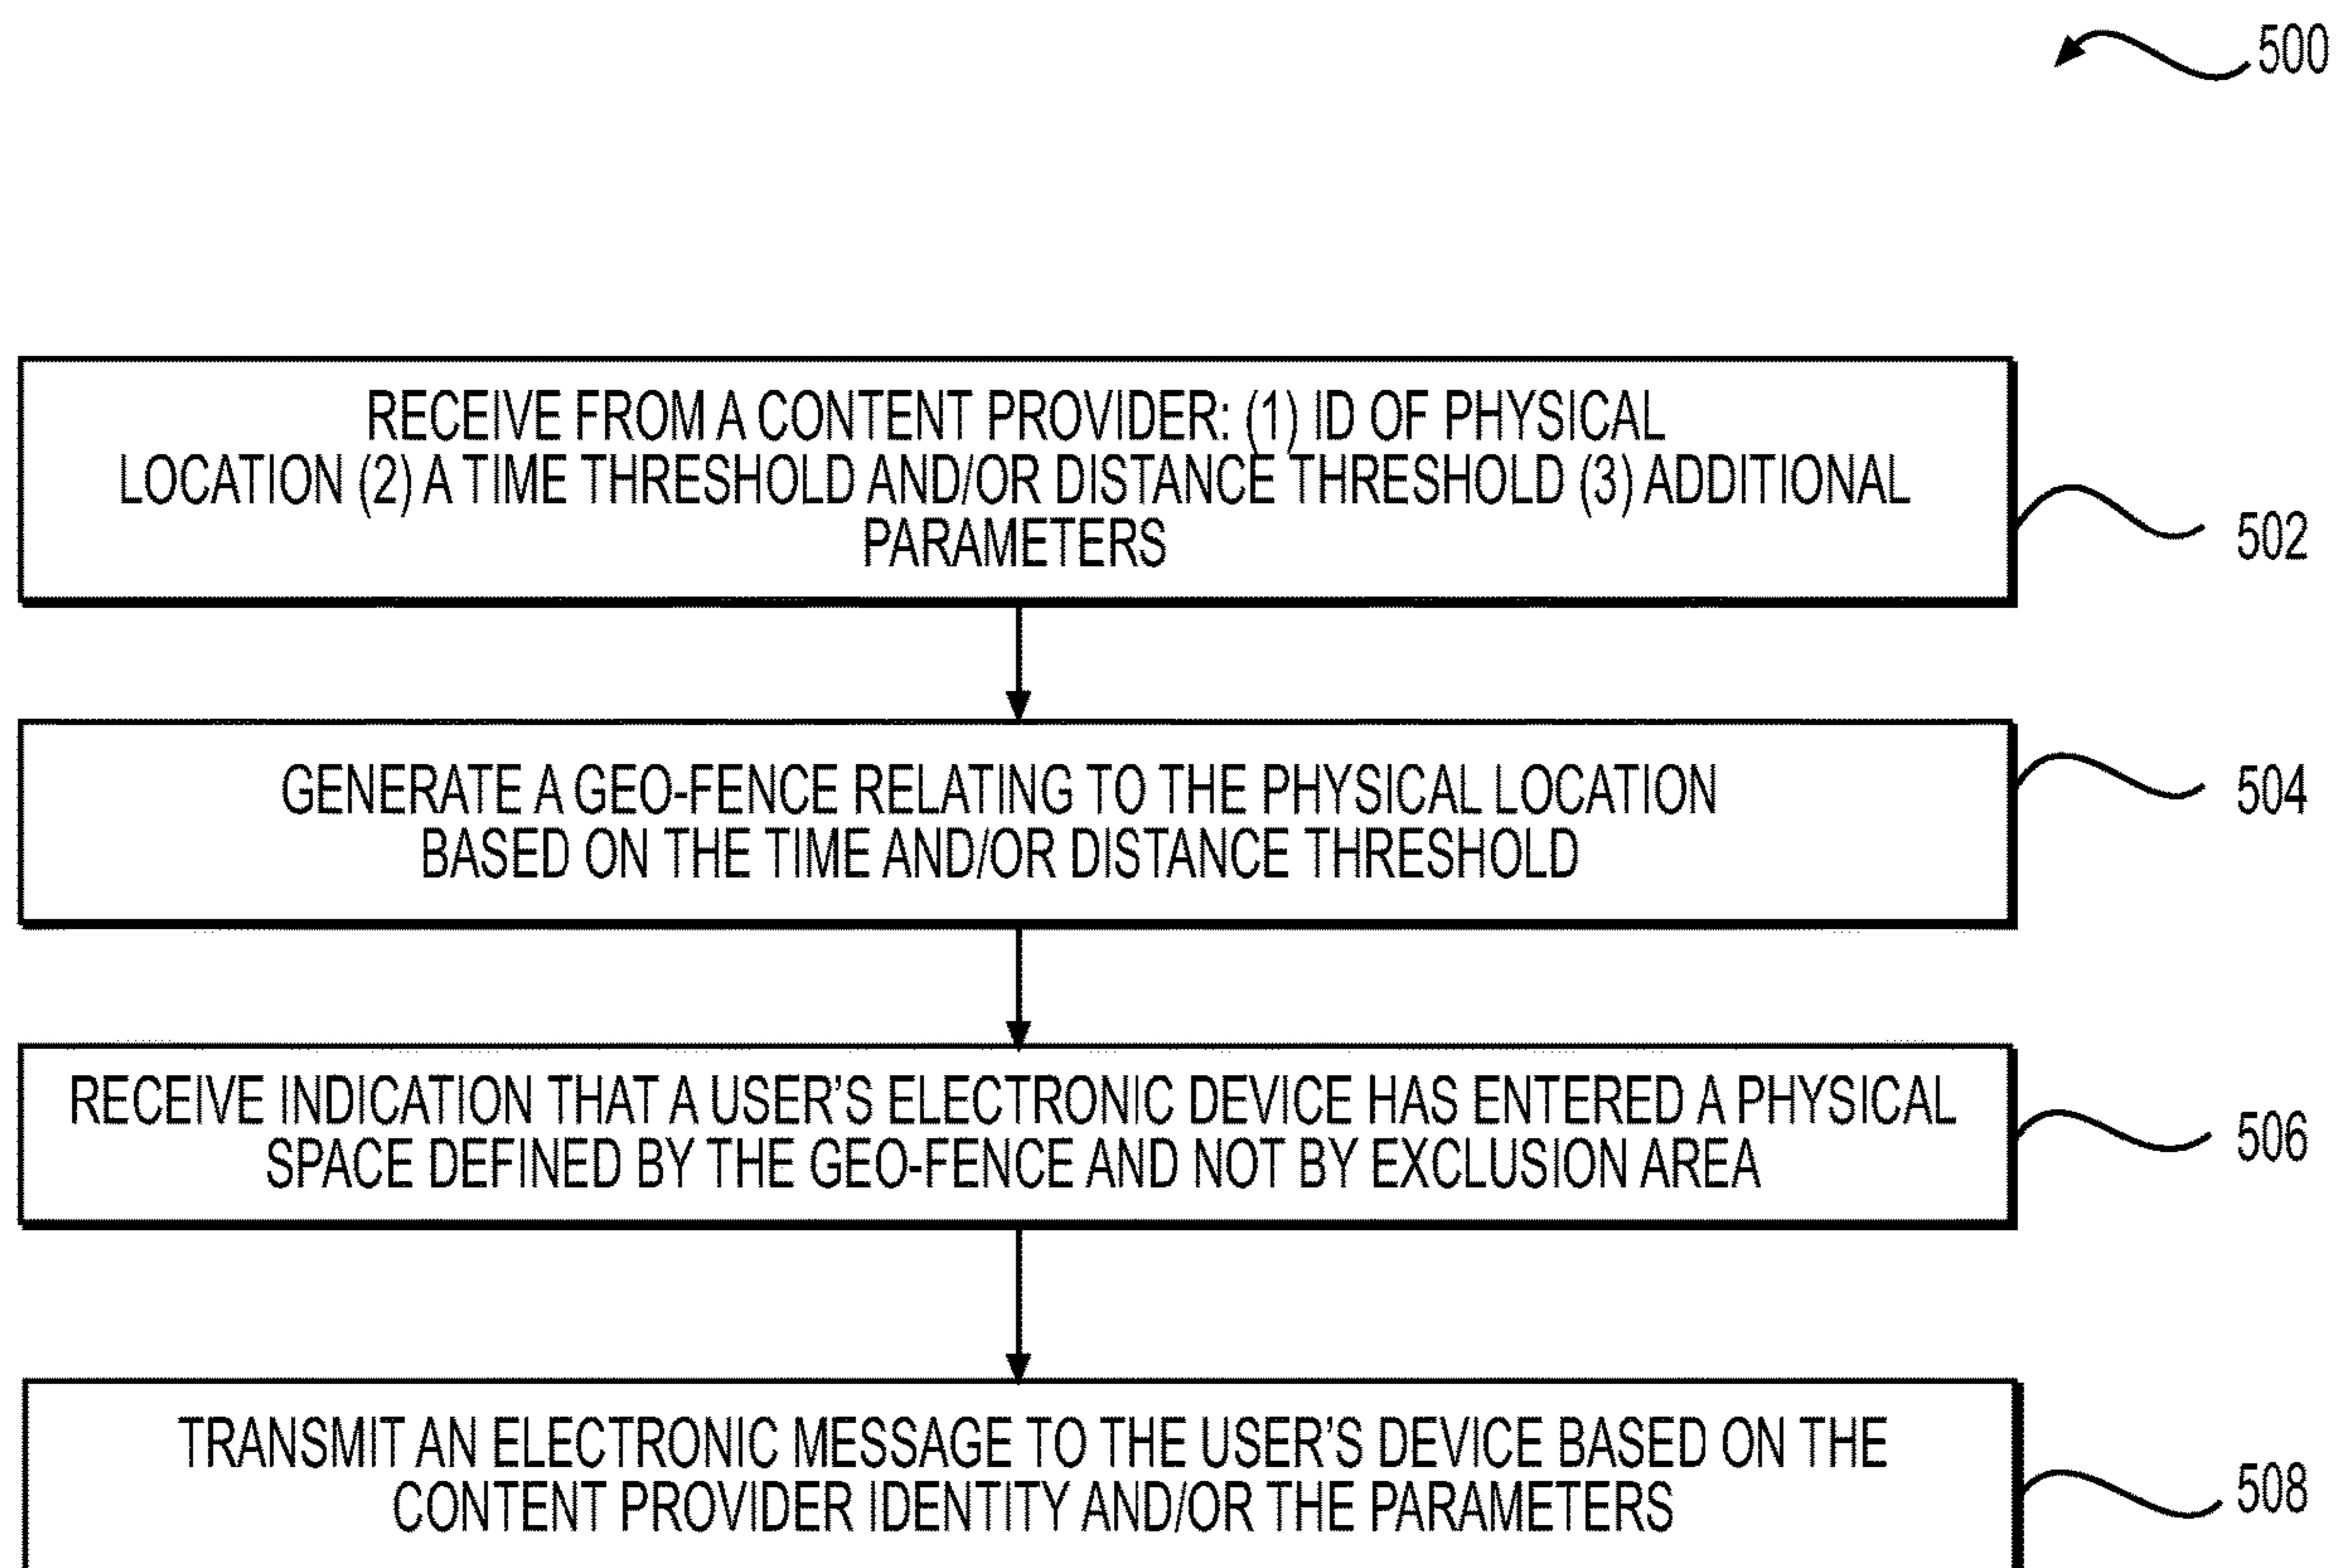 500
RECEIVE FROM A CONTENT PROVIDER: (1) ID OF PHYSICAL
LOCATION (2) A TIME THRESHOLD AND/OR DISTANCE THRESHOLD (3) ADDITIONAL
PARAMETERS
502
GENERATE A GEO-FENCE RELATING TO THE PHYSICAL LOCATION
BASED ON THE TIME AND/OR DISTANCE THRESHOLD
504
RECEIVE INDICATION THAT A USER'S ELECTRONIC DEVICE HAS ENTERED A PHYSICAL
SPACE DEFINED BY THE GEO-FENCE AND NOT BY EXCLUSION AREA
506
TRANSMIT AN ELECTRONIC MESSAGE TO THE USER'S DEVICE BASED ON THE
CONTENT PROVIDER IDENTITY AND/OR THE PARAMETERS
508